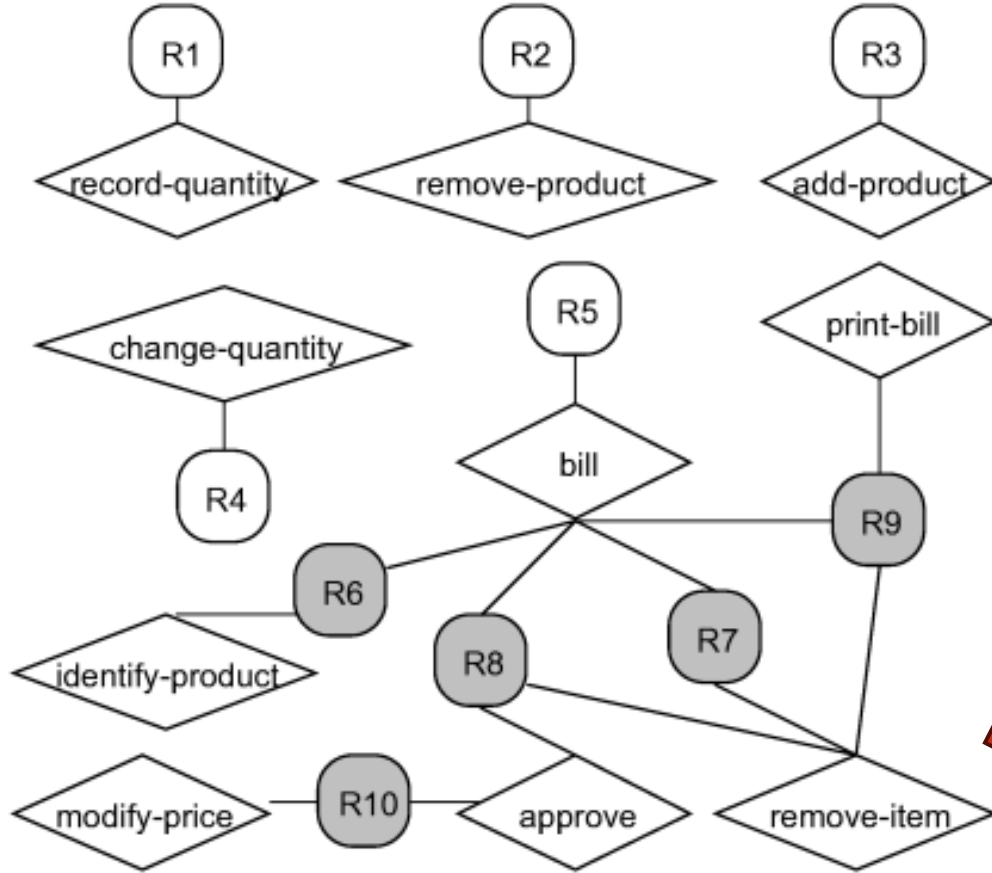 R1
R2
R3
record-quantity
remove-product
add-product
R5
print-bill
change-quantity
bill
R4
R9
R6
R7
R8
identify-product
R10
modify-price
approve
remove-item